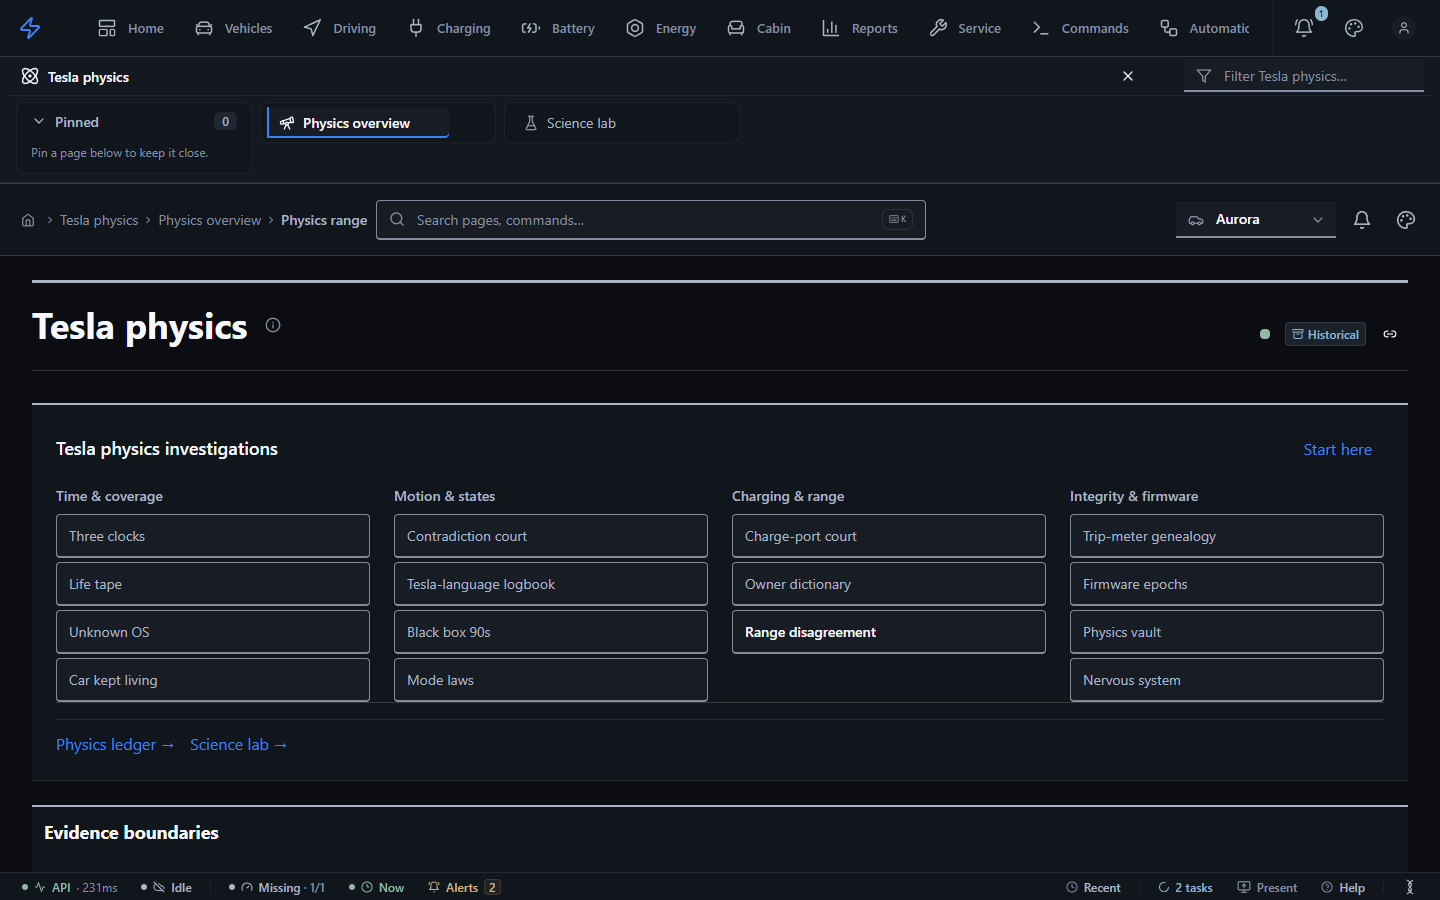 Home Vehicles Driving Charging Battery Energy Cabin Reports Service Commands Automatic 1
Tesla physics Filter Tesla physics...
Pinned 0 Physics overview Science lab
Pin a page below to keep it close.
Tesla physics Physics overview Physics range Search pages, commands... K Aurora
Tesla physics Historical
Tesla physics investigations Start here
Time & coverage Motion & states Charging & range Integrity & firmware
Three clocks Contradiction court Charge-port court Trip-meter genealogy
Life tape Tesla-language logbook Owner dictionary Firmware epochs
Unknown OS Black box 90s Range disagreement Physics vault
Car kept living Mode laws Nervous system
Physics ledger → Science lab →
Evidence boundaries
API · 231ms Idle Missing · 1/1 Now Alerts 2 Recent 2 tasks Present Help